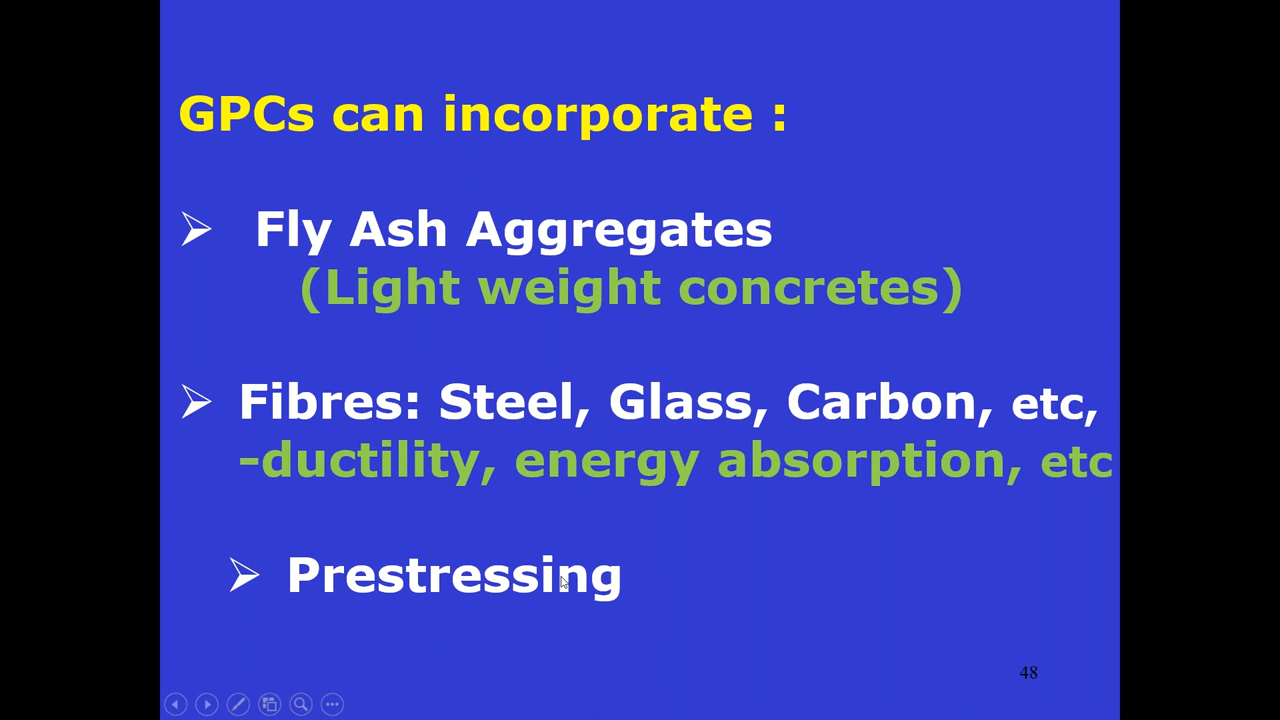 GPCs can incorporate :
➢ Fly Ash Aggregates
(Light weight concretes)
➢ Fibres: Steel, Glass, Carbon, etc,
-ductility, energy absorption, etc
➢ Prestressing
48